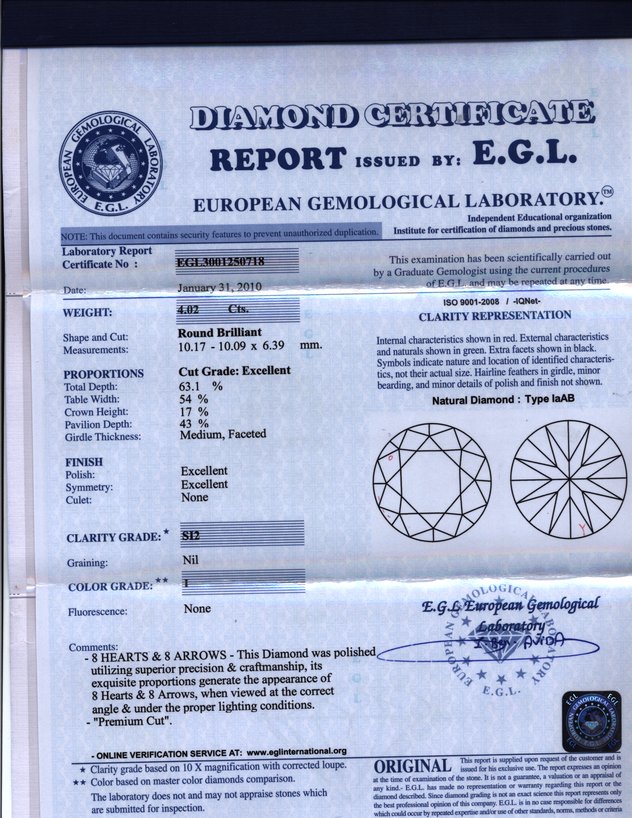 EUROPEAN GEMOLOGICAL LABORATORY
E.G.L.
DIAMOND CERTIFICATE
REPORT ISSUED BY: E.G.L.
EUROPEAN GEMOLOGICAL LABORATORY.™
Independent Educational organization
Institute for certification of diamonds and precious stones.
NOTE: This document contains security features to prevent unauthorized duplication.
Laboratory Report
Certificate No : EGL3001250718
Date: January 31, 2010
This examination has been scientifically carried out
by a Graduate Gemologist using the current procedures
of E.G.L. and may be repeated at any time.
WEIGHT: 4.02 Cts.
Shape and Cut: Round Brilliant
Measurements: 10.17 - 10.09 x 6.39 mm.
PROPORTIONS Cut Grade: Excellent
Total Depth: 63.1 %
Table Width: 54 %
Crown Height: 17 %
Pavilion Depth: 43 %
Girdle Thickness: Medium, Faceted
ISO 9001-2008 / -IQNet-
CLARITY REPRESENTATION
Internal characteristics shown in red. External characteristics
and naturals shown in green. Extra facets shown in black.
Symbols indicate nature and location of identified characteris-
tics, not their actual size. Hairline feathers in girdle, minor
bearding, and minor details of polish and finish not shown.
Natural Diamond : Type IaAB
FINISH
Polish: Excellent
Symmetry: Excellent
Culet: None
CLARITY GRADE: * SI2
Graining: Nil
COLOR GRADE: ** I
Fluorescence: None
E.G.L European Gemological
Laboratory
EUROPEAN GEMOLOGICAL LABORATORY
E.G.L.
Comments:
- 8 HEARTS & 8 ARROWS - This Diamond was polished
utilizing superior precision & craftmanship, its
exquisite proportions generate the appearance of
8 Hearts & 8 Arrows, when viewed at the correct
angle & under the proper lighting conditions.
- "Premium Cut".
- ONLINE VERIFICATION SERVICE AT: www.eglinternational.org
★ Clarity grade based on 10 X magnification with corrected loupe.
★★ Color based on master color diamonds comparison.
The laboratory does not and may not appraise stones which
are submitted for inspection.
EGL EGL
ORIGINAL This report is supplied upon request of the customer and is
issued for his exclusive use. The report expresses an opinion
at the time of examination of the stone. It is not a guarantee, a valuation or an appraisal of
any kind.- E.G.L. has made no representation or warranty regarding this report or the
diamond described. Since diamond grading is not an exact science this report represents only
the best professional opinion of this company. E.G.L. is in no case responsible for differences
which could occur by repeated expertise and/or use of other standards, norms, methods or criteria